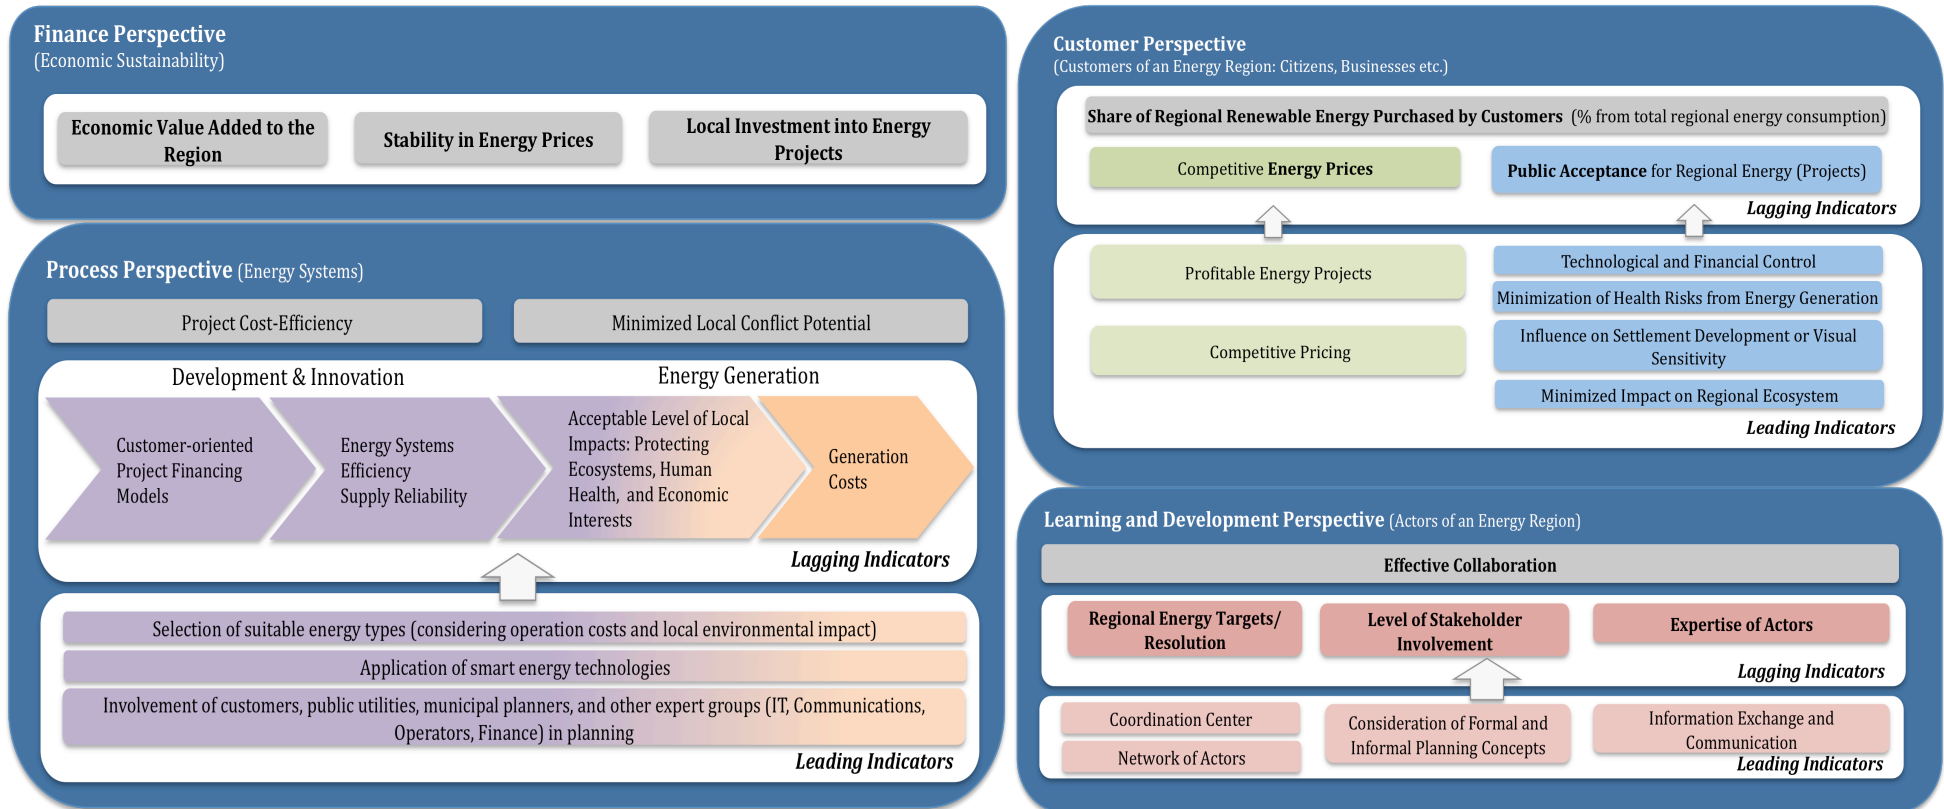 Finance Perspective
(Economic Sustainability)
Economic Value Added to the
Region
Stability in Energy Prices
Local Investment into Energy
Projects
Process Perspective (Energy Systems)
Project Cost-Efficiency
Minimized Local Conflict Potential
Development & Innovation
Energy Generation
Customer-oriented
Project Financing
Models
Energy Systems
Efficiency
Supply Reliability
Acceptable Level of Local
Impacts: Protecting
Ecosystems, Human
Health, and Economic
Interests
Generation
Costs
Lagging Indicators
Selection of suitable energy types (considering operation costs and local environmental impact)
Application of smart energy technologies
Involvement of customers, public utilities, municipal planners, and other expert groups (IT, Communications,
Operators, Finance) in planning
Leading Indicators
Customer Perspective
(Customers of an Energy Region: Citizens, Businesses etc.)
Share of Regional Renewable Energy Purchased by Customers (% from total regional energy consumption)
Competitive Energy Prices
Public Acceptance for Regional Energy (Projects)
Lagging Indicators
Profitable Energy Projects
Competitive Pricing
Technological and Financial Control
Minimization of Health Risks from Energy Generation
Influence on Settlement Development or Visual
Sensitivity
Minimized Impact on Regional Ecosystem
Leading Indicators
Learning and Development Perspective (Actors of an Energy Region)
Effective Collaboration
Regional Energy Targets/
Resolution
Level of Stakeholder
Involvement
Expertise of Actors
Lagging Indicators
Coordination Center
Network of Actors
Consideration of Formal and
Informal Planning Concepts
Information Exchange and
Communication
Leading Indicators